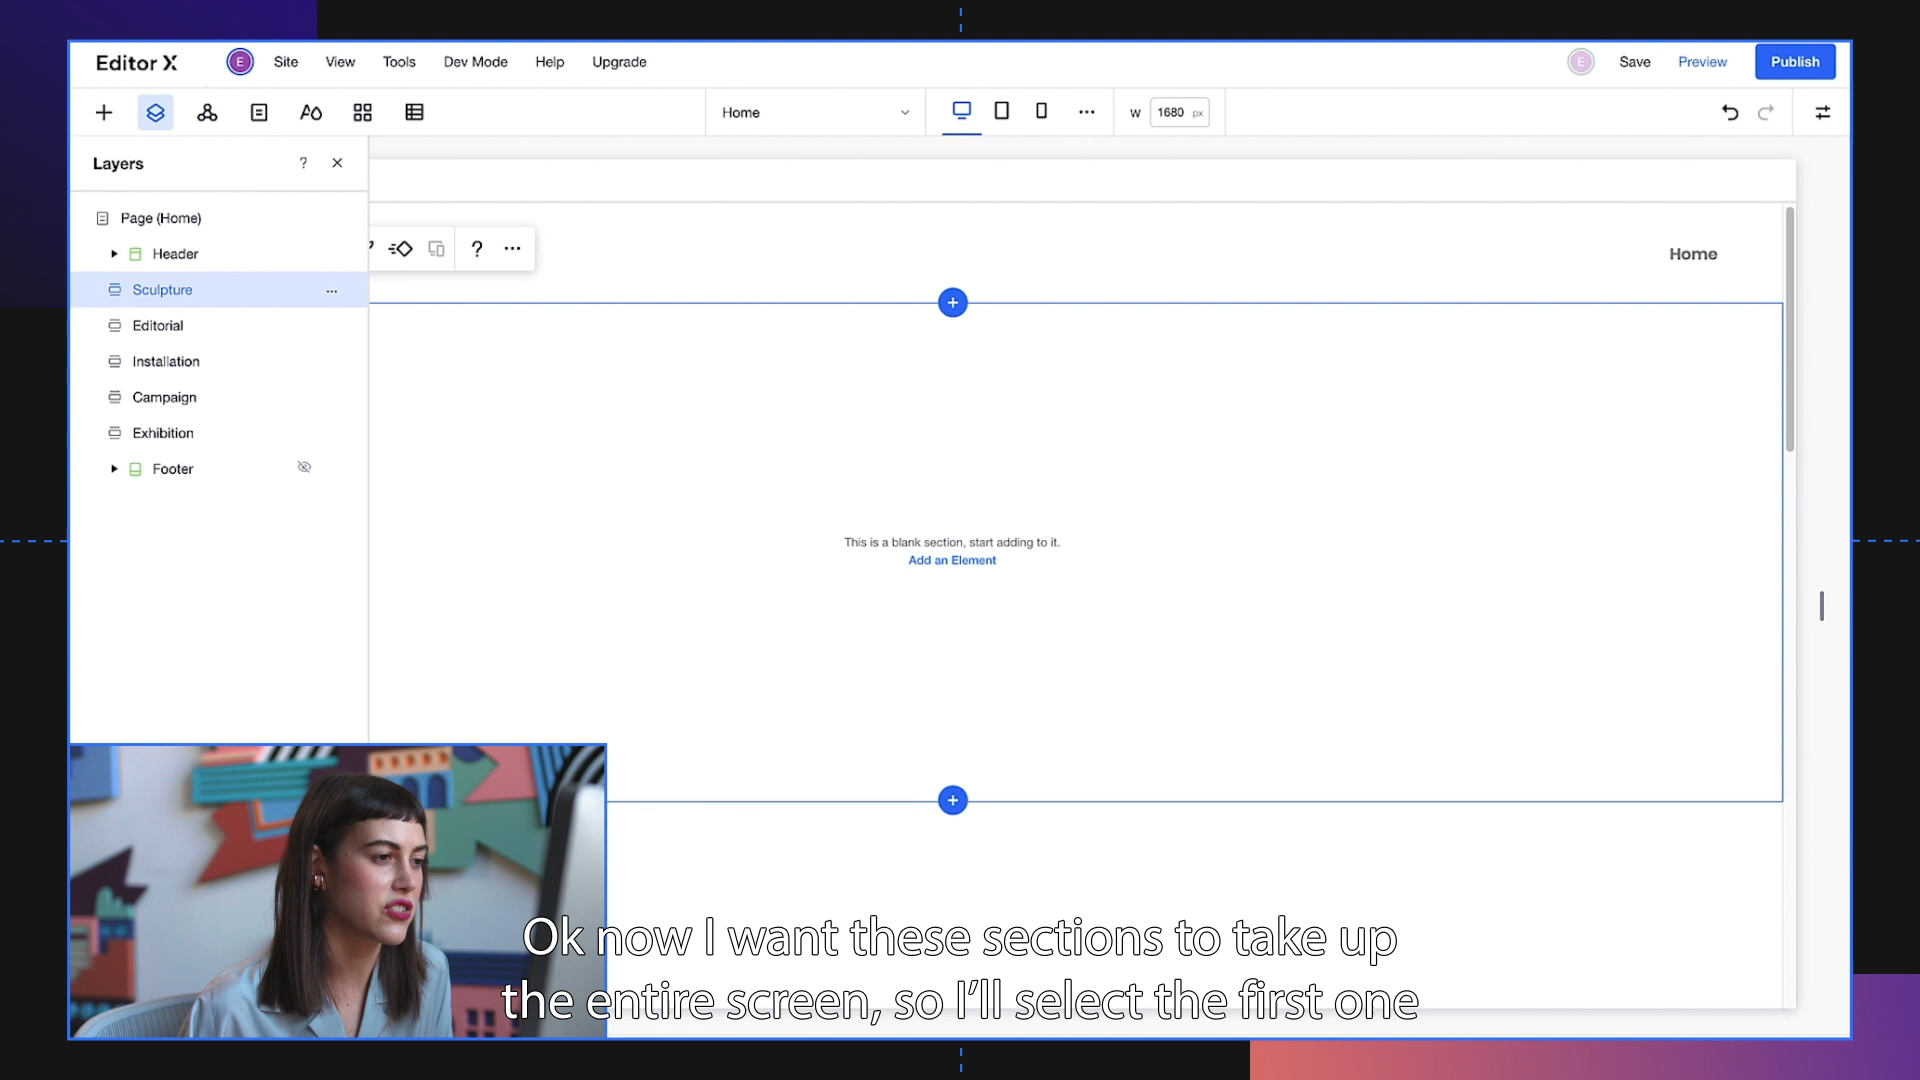 Editor X
E
Site
View
Tools
Dev Mode
Help
Upgrade
E
Save
Preview
Publish
Home
W
1680 px
Layers
?
Page (Home)
Header
Sculpture
Editorial
Installation
Campaign
Exhibition
Footer
?
Home
This is a blank section, start adding to it.
Add an Element
Ok now I want these sections to take up
the entire screen, so I'll select the first one